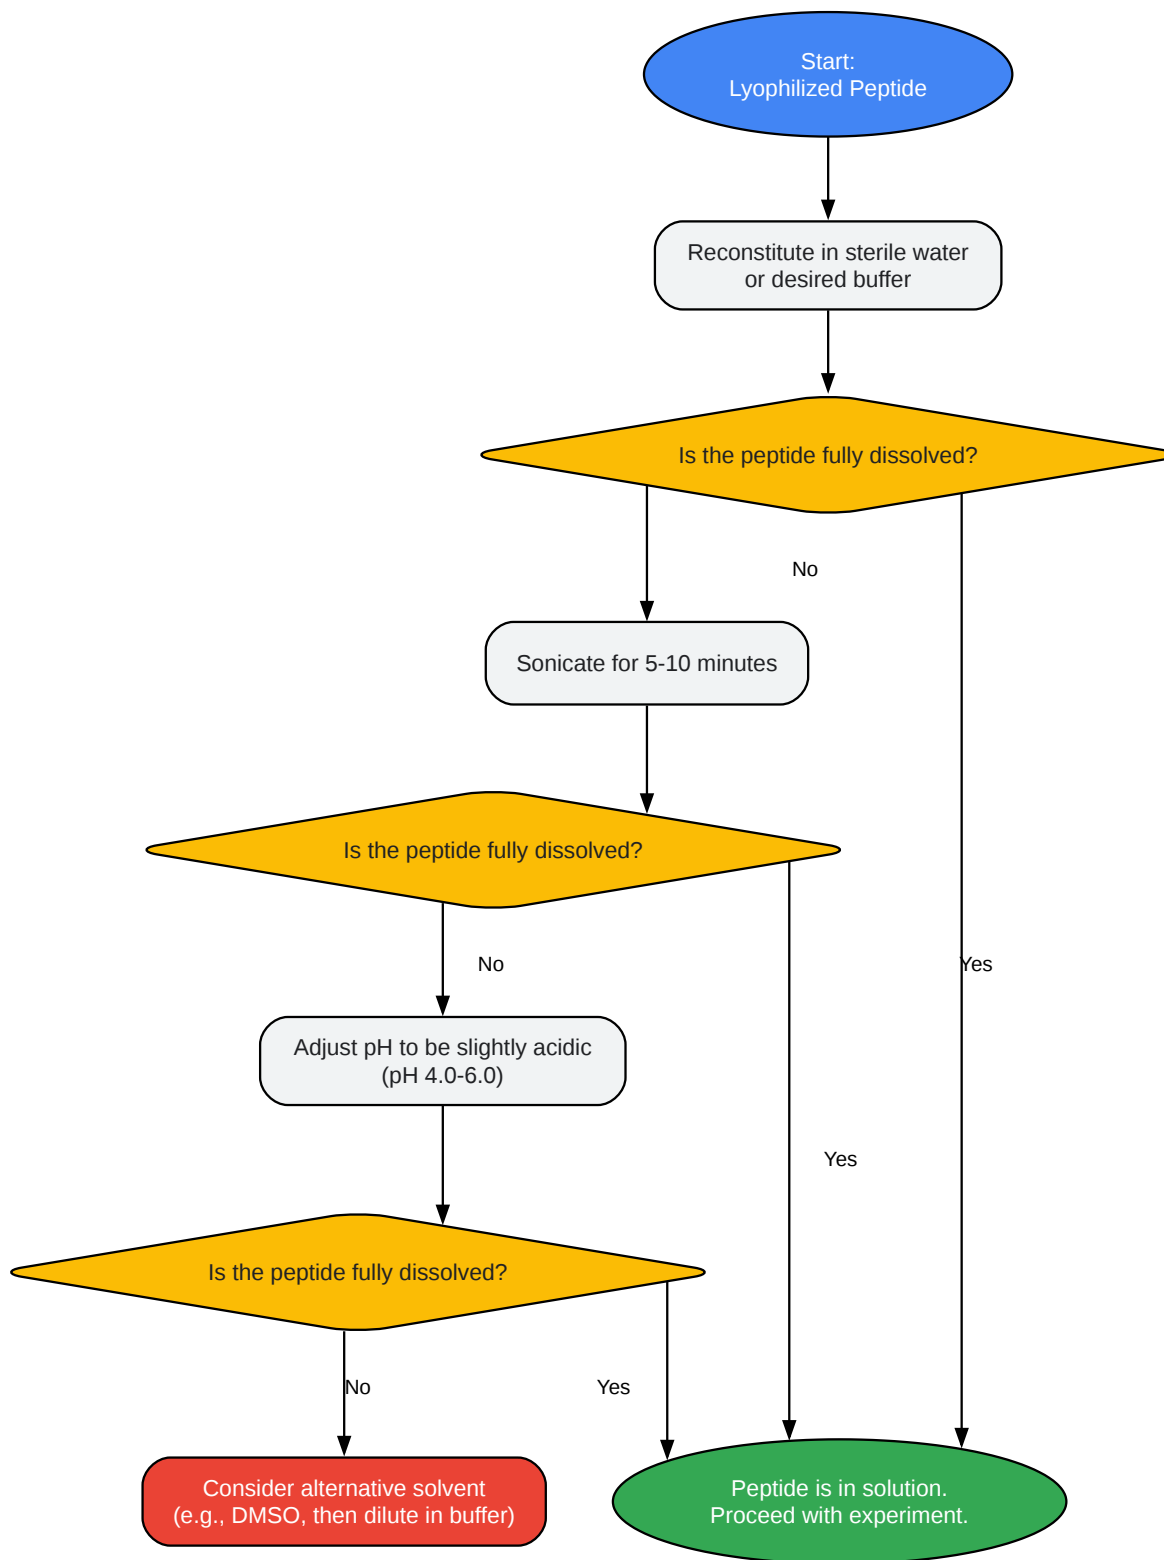 Start:
Lyophilized Peptide
Reconstitute in sterile water
or desired buffer
Is the peptide fully dissolved?
No
Sonicate for 5-10 minutes
Is the peptide fully dissolved?
No
Yes
Adjust pH to be slightly acidic
(pH 4.0-6.0)
Yes
Is the peptide fully dissolved?
No
Yes
Consider alternative solvent
(e.g., DMSO, then dilute in buffer)
Peptide is in solution.
Proceed with experiment.